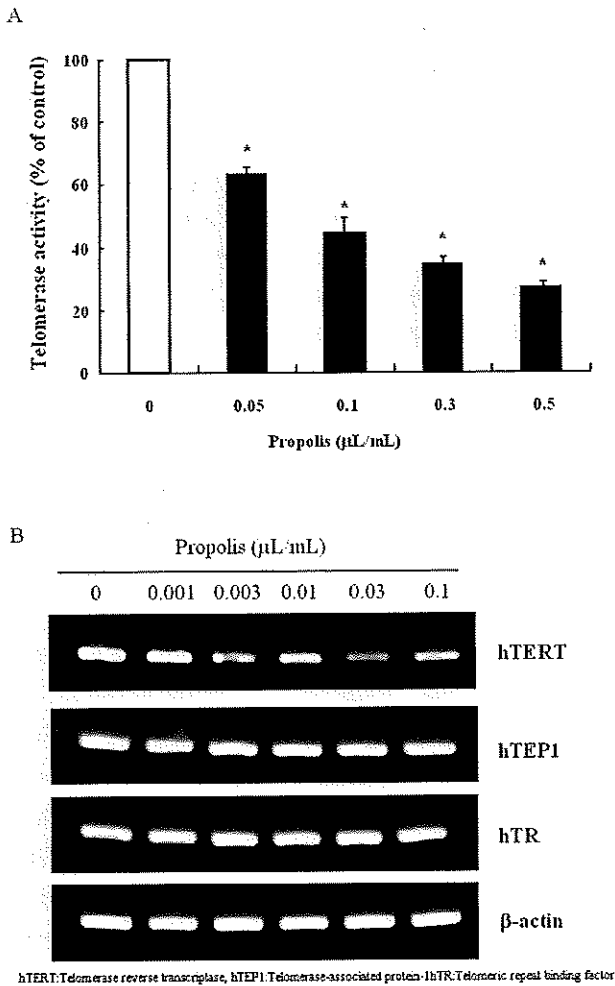 A
100
80
60
40
20
0
Telomerase activity (% of control)
*
*
*
*
0 0.05 0.1 0.3 0.5
Propolis (µL/mL)
B
Propolis (µL/mL)
0 0.001 0.003 0.01 0.03 0.1
hTERT
hTEP1
hTR
β-actin
hTERT:Telomerase reverse transcriptase, hTEP1:Telomerase-associated protein-1hTR:Telomeric repeat binding factor